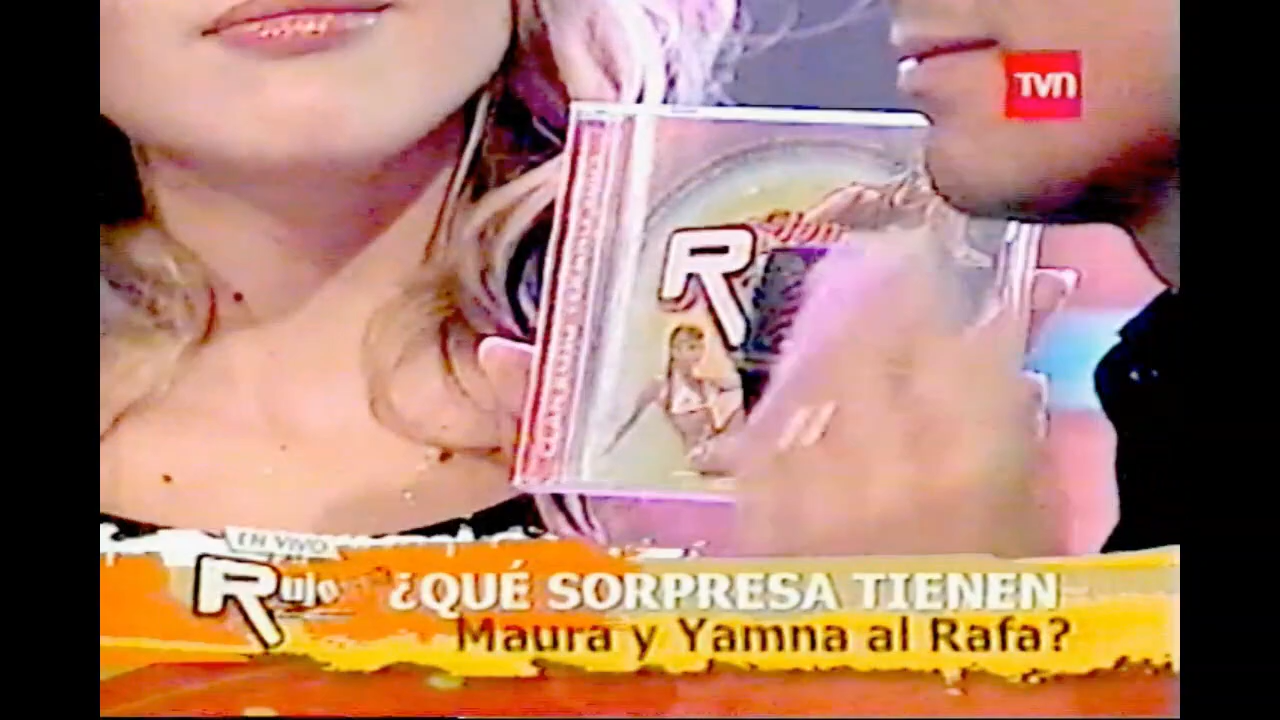 TVN
R
EN VIVO
Rojo
¿QUÉ SORPRESA TIENEN
Maura y Yamna al Rafa?